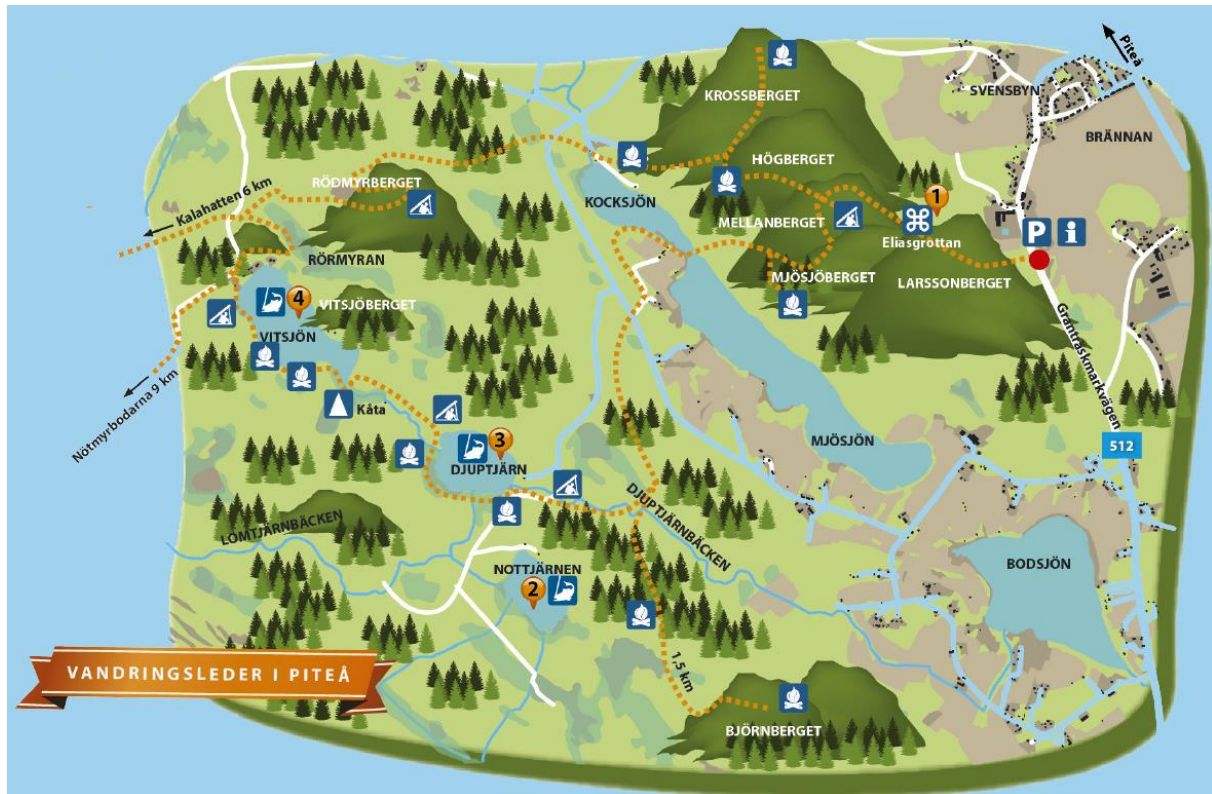 Piteå
SVENSBYN
KROSSBERGET
BRÄNNAN
HÖGBERGET
RÖDMYRBERGET
Kalahatten 6 km
KOCKSJÖN
1
MELLANBERGET
Eliasgrottan
P
i
RÖRMYRAN
MJÖSJÖBERGET
LARSSONBERGET
4
VITSJÖBERGET
VITSJÖN
Granträskmarkvägen
Nötmyrbodarna 9 km
Kåta
3
DJUPTJÄRN
MJÖSJÖN
512
DJUPTJÄRNBÄCKEN
LOMTJÄRNBÄCKEN
NOTTJÄRNEN
2
BODSJÖN
1.5 km
VANDRINGSLEDER I PITEÅ
BJÖRNBERGET